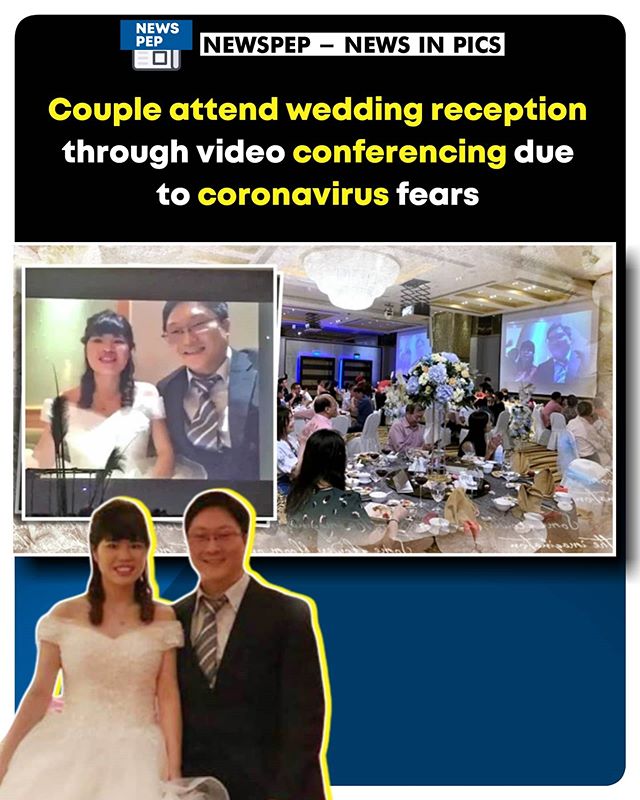 NEWS
PEP
NEWSPEP – NEWS IN PICS
Couple attend wedding reception
through video conferencing due
to coronavirus fears